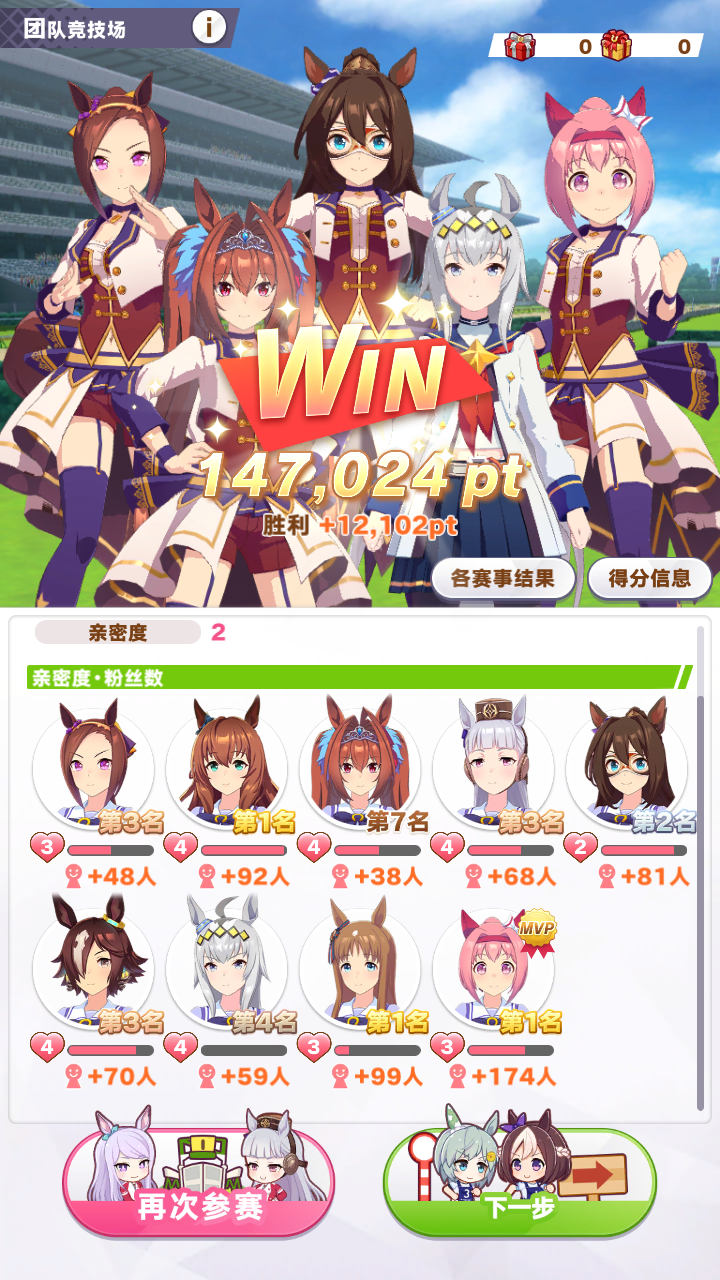 团队竞技场
i
0
0
WIN
147,024 pt
胜利 +12,102pt
各赛事结果
得分信息
亲密度
2
亲密度・粉丝数
第3名
第1名
第7名
第3名
第2名
3
4
4
4
2
+48人
+92人
+38人
+68人
+81人
MVP
第3名
第4名
第1名
第1名
4
4
3
3
+70人
+59人
+99人
+174人
再次参赛
3
下一步